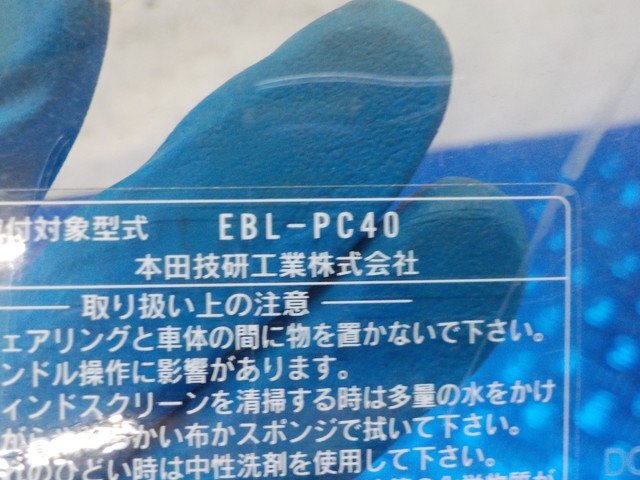 付対象型式 EBL-PC40
本田技研工業株式会社
取り扱い上の注意
ェアリングと車体の間に物を置かないで下さい。
ンドル操作に影響があります。
インドスクリーンを清掃する時は多量の水をかけ
かい布かスポンジで拭いて下さい。
れのひどい時は中性洗剤を使用して下さい。